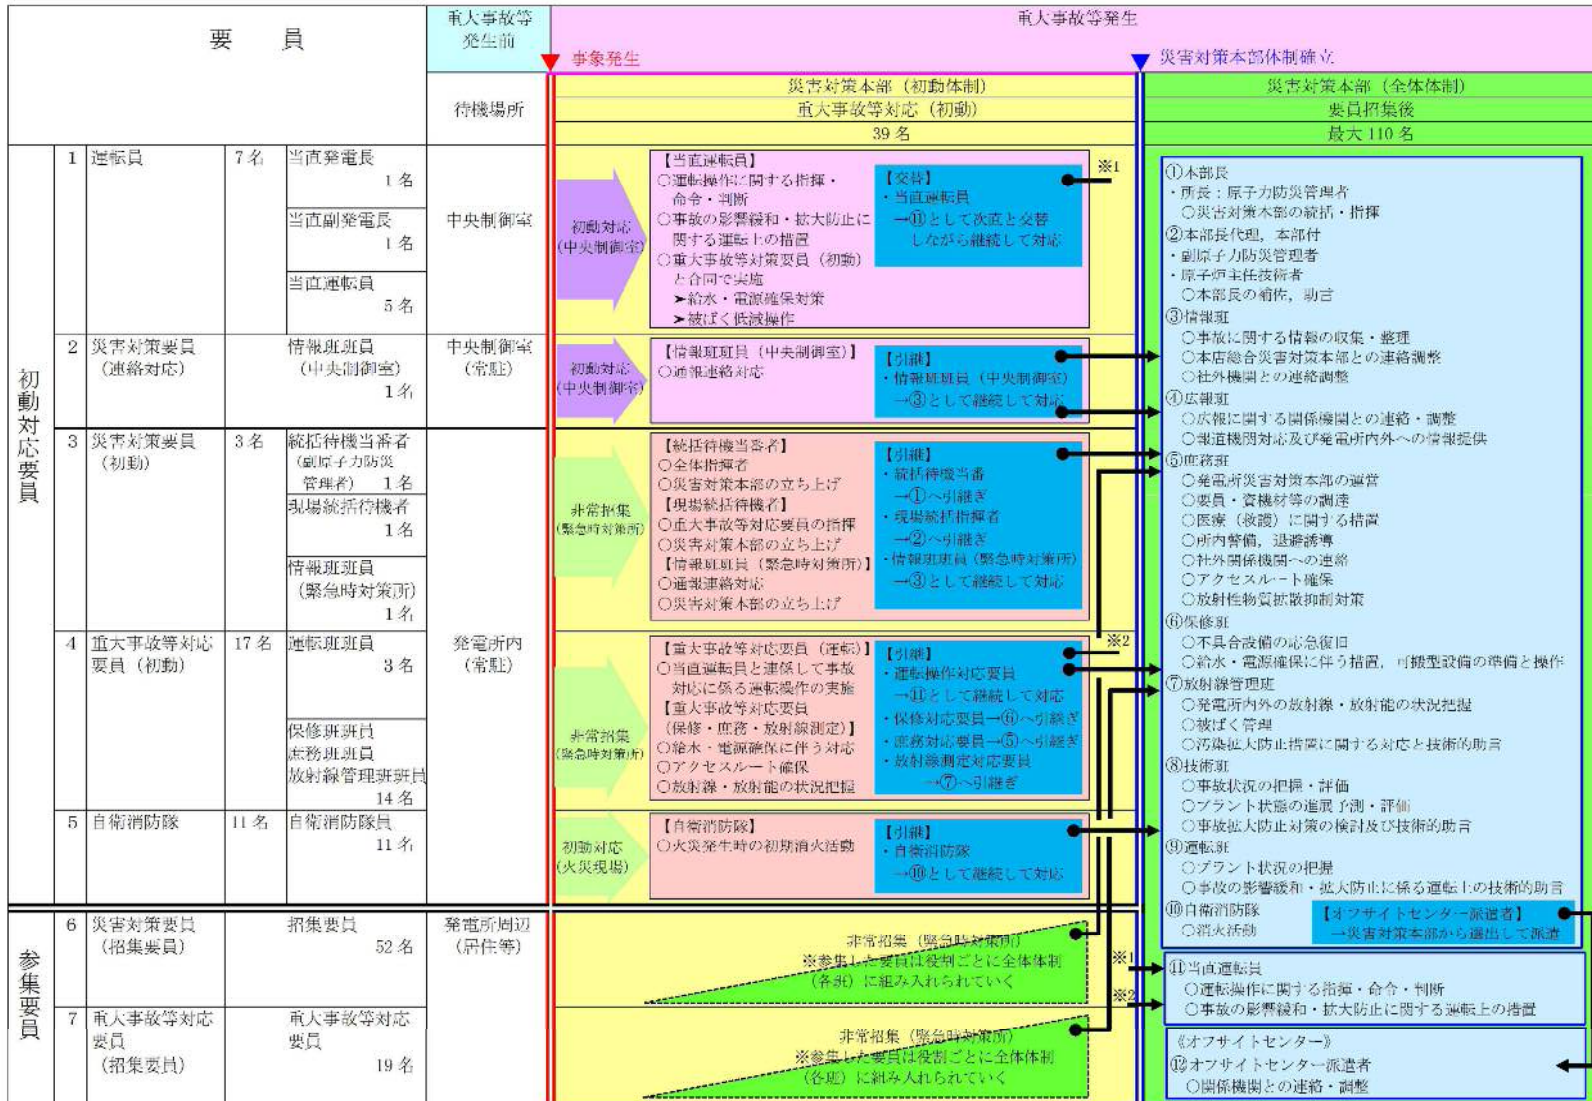 要　員
重大事故等
発生前
重大事故等発生
事象発生
災害対策本部体制確立
待機場所
災害対策本部（初動体制）
重大事故等対応（初動）
39名
災害対策本部（全体体制）
要員招集後
最大110名
初動対応要員
1 運転員 7名 当直発電長
1名
当直副発電長
1名
当直運転員
5名
中央制御室
初動対応
(中央制御室)
【当直運転員】
○運転操作に関する指揮・
命令・判断
○事故の影響緩和・拡大防止に
関する運転上の措置
○重大事故等対策要員（初動）
と合同で実施
➤給水・電源確保対策
➤被ばく低減操作
【交替】
・当直運転員
→⑪として次直と交替
しながら継続して対応
※1
2 災害対策要員
（連絡対応）
情報班班員
（中央制御室）
1名
中央制御室
（常駐）
初動対応
(中央制御室)
【情報班班員（中央制御室）】
○通報連絡対応
【引継】
・情報班班員（中央制御室）
→③として継続して対応
3 災害対策要員
（初動）
3名
統括待機当番者
（副原子力防災
管理者） 1名
現場統括待機者
1名
情報班班員
（緊急時対策所）
1名
非常招集
(緊急時対策所)
【統括待機当番者】
○全体指揮者
○災害対策本部の立ち上げ
【現場統括待機者】
○重大事故等対応要員の指揮
○災害対策本部の立ち上げ
【情報班班員（緊急時対策所）】
○通報連絡対応
○災害対策本部の立ち上げ
【引継】
・統括待機当番
→①へ引継ぎ
・現場統括指揮者
→②へ引継ぎ
・情報班班員（緊急時対策所）
→③として継続して対応
4 重大事故等対応
要員（初動）
17名
運転班班員
3名
保修班班員
庶務班班員
放射線管理班班員
14名
発電所内
（常駐）
非常招集
(緊急時対策所)
【重大事故等対応要員（運転）】
○当直運転員と連係して事故
対応に係る運転操作の実施
【重大事故等対応要員
（保修・庶務・放射線測定）】
○給水・電源確保に伴う対応
○アクセスルート確保
○放射線・放射能の状況把握
【引継】
・運転操作対応要員
→⑪として継続して対応
・保修対応要員→⑥へ引継ぎ
・庶務対応要員→⑤へ引継ぎ
・放射線測定対応要員
→⑦へ引継ぎ
※2
5 自衛消防隊 11名 自衛消防隊員
11名
初動対応
(火災現場)
【自衛消防隊】
○火災発生時の初期消火活動
【引継】
・自衛消防隊
→⑩として継続して対応
参集要員
6 災害対策要員
（招集要員）
招集要員
52名
発電所周辺
（居住等）
非常招集（緊急時対策所）
※参集した要員は役割ごとに全体体制
（各班）に組み入れられていく
7 重大事故等対応
要員
（招集要員）
重大事故等対応
要員
19名
非常招集（緊急時対策所）
※参集した要員は役割ごとに全体体制
（各班）に組み入れられていく
①本部長
・所長：原子力防災管理者
○災害対策本部の統括・指揮
②本部長代理，本部付
・副原子力防災管理者
・原子炉主任技術者
○本部長の補佐，助言
③情報班
○事故に関する情報の収集・整理
○本店総合災害対策本部との連絡調整
○社外機関との連絡調整
④広報班
○広報に関する関係機関との連絡・調整
○報道機関対応及び発電所内外への情報提供
⑤庶務班
○発電所災害対策本部の運営
○要員・資機材等の調達
○医療（救護）に関する措置
○所内警備，退避誘導
○社外関係機関への連絡
○アクセスルート確保
○放射性物質拡散抑制対策
⑥保修班
○不具合設備の応急復旧
○給水・電源確保に伴う措置，可搬型設備の準備と操作
⑦放射線管理班
○発電所内外の放射線・放射能の状況把握
○被ばく管理
○汚染拡大防止措置に関する対応と技術的助言
⑧技術班
○事故状況の把握・評価
○プラント状態の進展予測・評価
○事故拡大防止対策の検討及び技術的助言
⑨運転班
○プラント状況の把握
○事故の影響緩和・拡大防止に係る運転上の技術的助言
⑩自衛消防隊
○消火活動
【オフサイトセンター派遣者】
→災害対策本部から選出して派遣
※1
⑪当直運転員
○運転操作に関する指揮・命令・判断
○事故の影響緩和・拡大防止に関する運転上の措置
※2
《オフサイトセンター》
⑫オフサイトセンター派遣者
○関係機関との連絡・調整